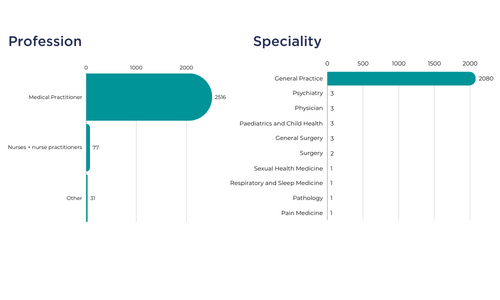 Profession
0 1000 2000
Medical Practitioner 2516
Nurses + nurse practitioners 77
Other 31
Speciality
0 500 1000 1500 2000
General Practice 2080
Psychiatry 3
Physician 3
Paediatrics and Child Health 3
General Surgery 3
Surgery 2
Sexual Health Medicine 1
Respiratory and Sleep Medicine 1
Pathology 1
Pain Medicine 1